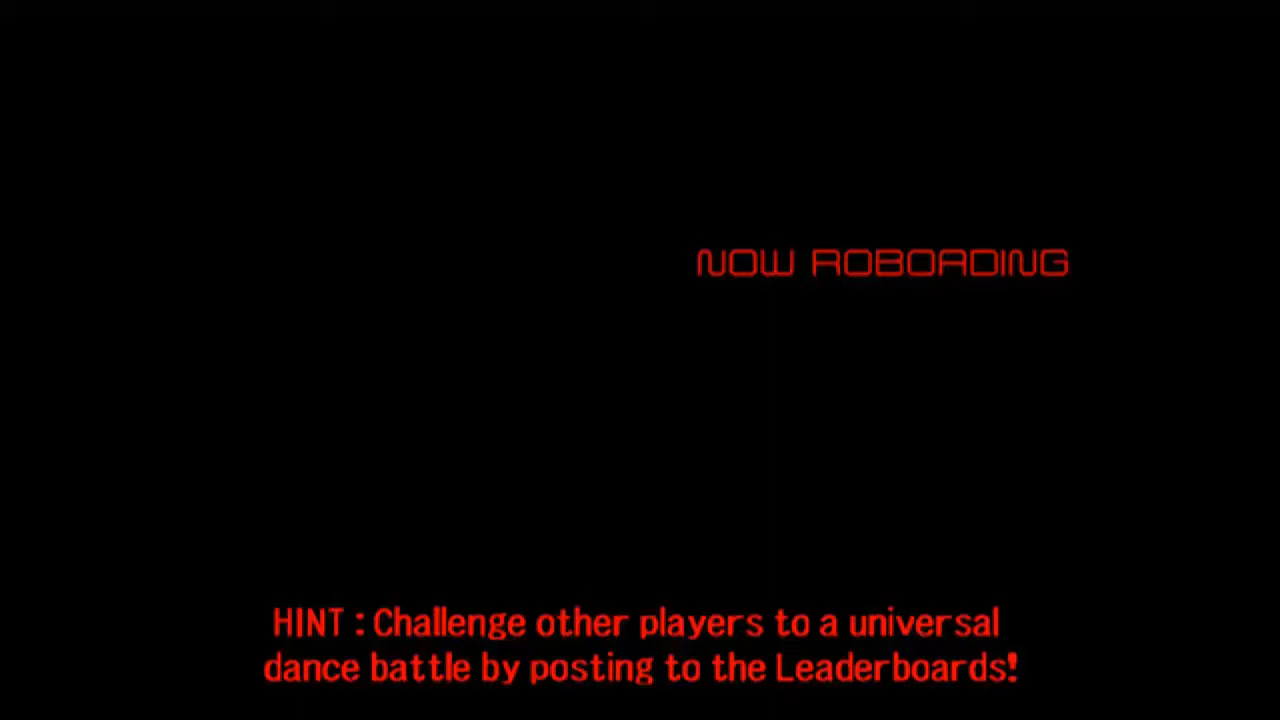 NOW ROBOADING
HINT : Challenge other players to a universal
dance battle by posting to the Leaderboards!